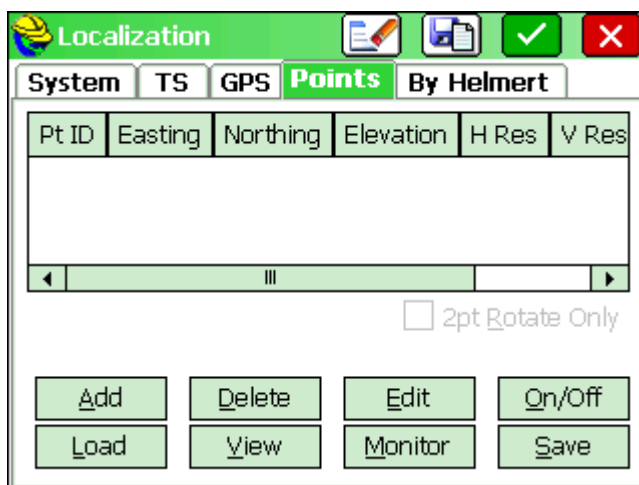 Localization
System TS GPS Points By Helmert
Pt ID Easting Northing Elevation H Res V Res
2pt Rotate Only
Add Delete Edit On/Off
Load View Monitor Save